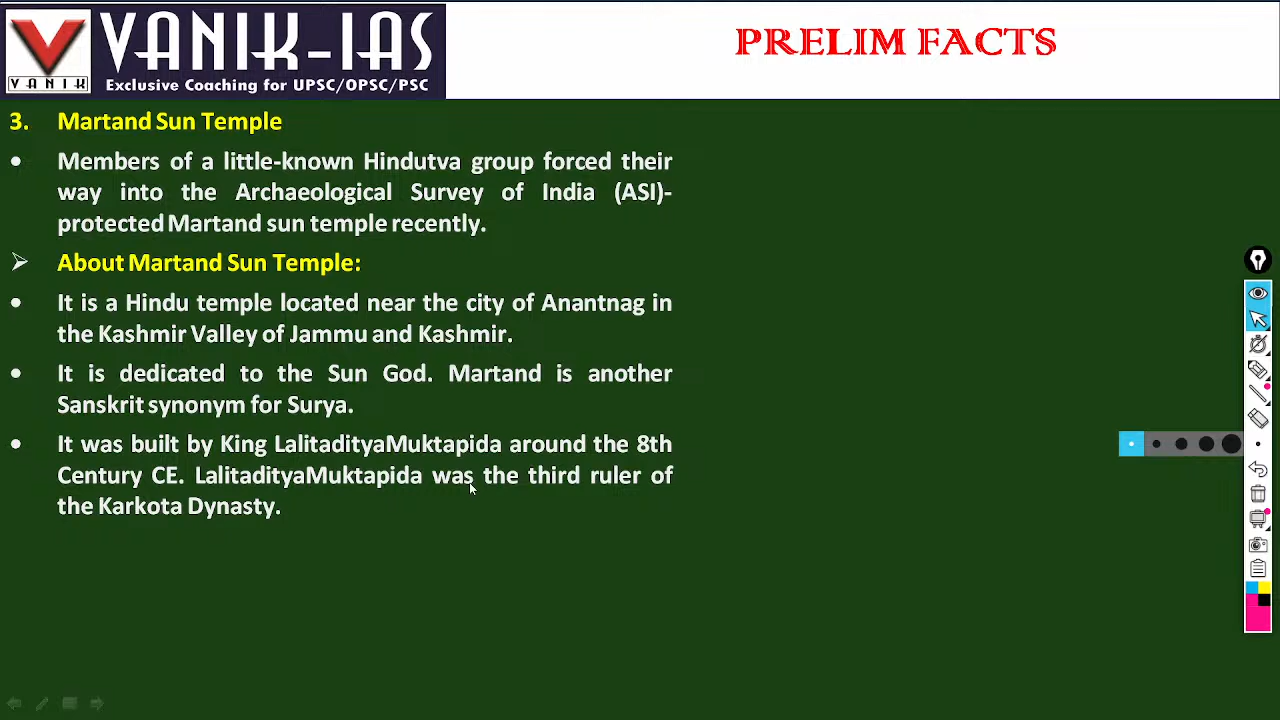 VANIK
VANIK-IAS
Exclusive Coaching for UPSC/OPSC/PSC
PRELIM FACTS
3. Martand Sun Temple
• Members of a little-known Hindutva group forced their
way into the Archaeological Survey of India (ASI)-
protected Martand sun temple recently.
➢ About Martand Sun Temple:
• It is a Hindu temple located near the city of Anantnag in
the Kashmir Valley of Jammu and Kashmir.
• It is dedicated to the Sun God. Martand is another
Sanskrit synonym for Surya.
• It was built by King LalitadityaMuktapida around the 8th
Century CE. LalitadityaMuktapida was the third ruler of
the Karkota Dynasty.